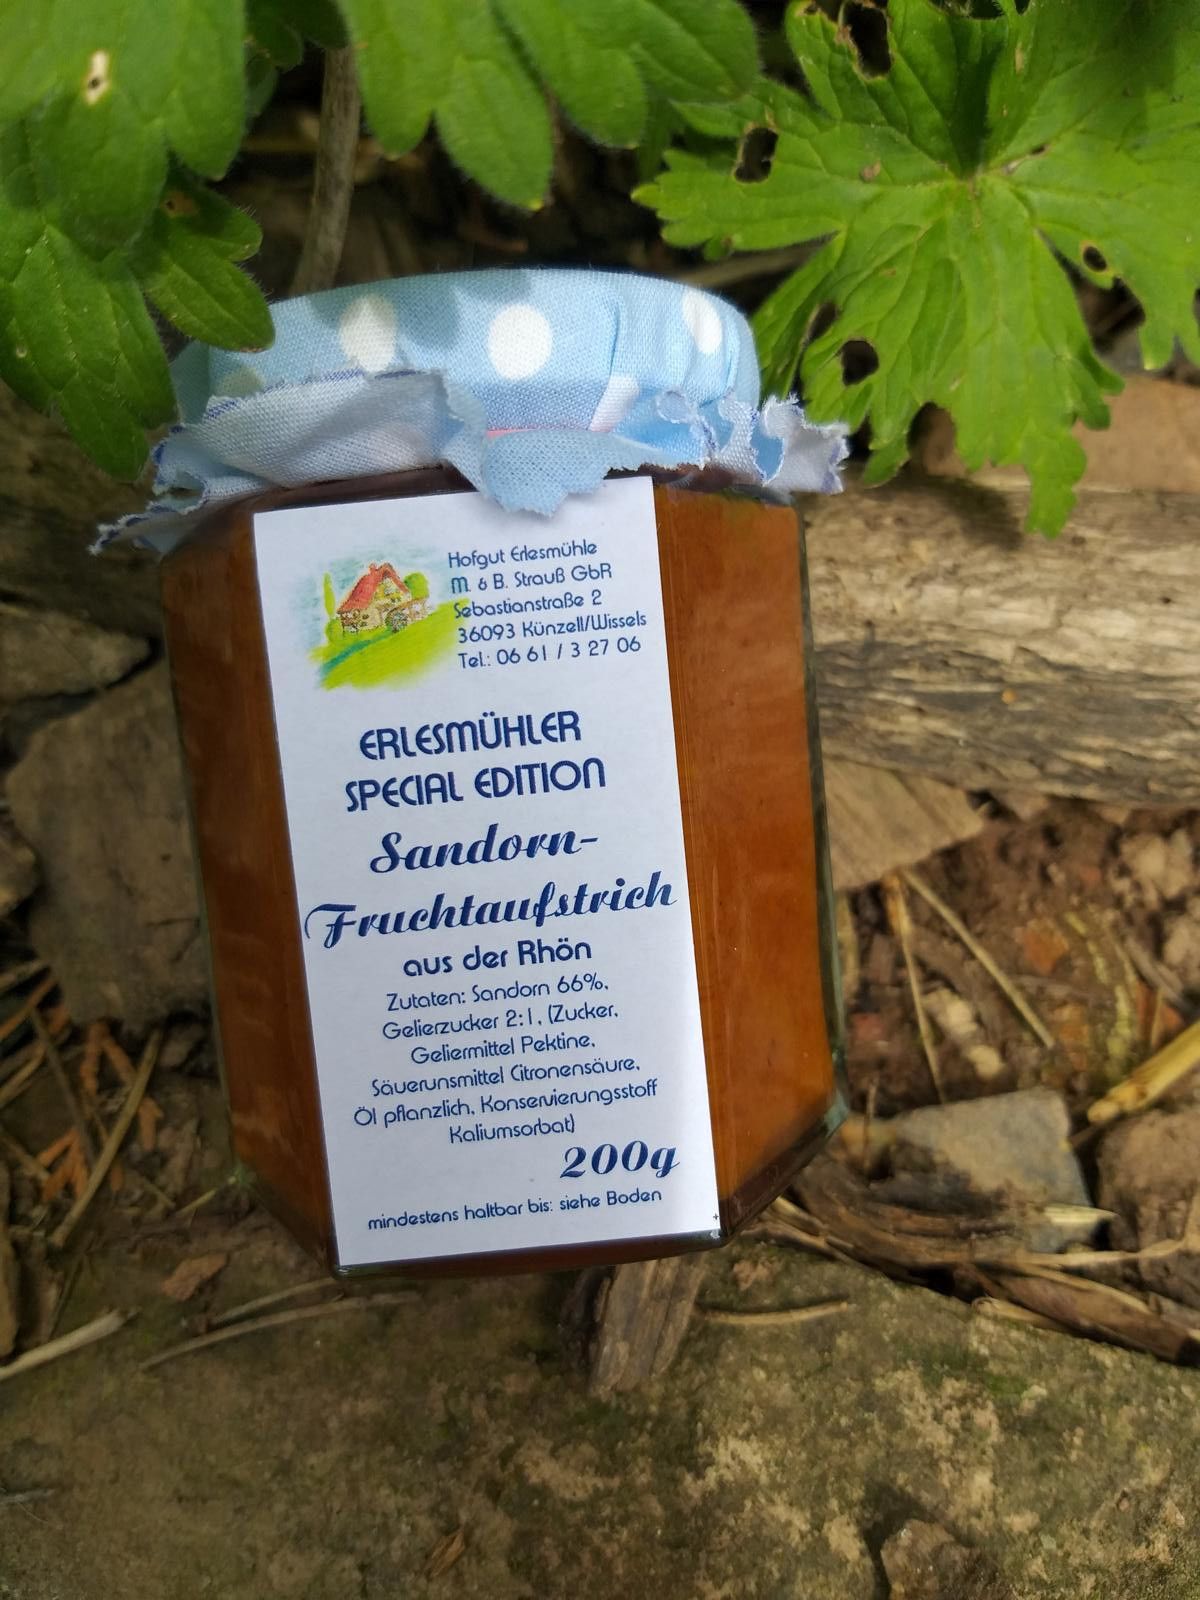 Hofgut Erlesmühle
M. & B. Strauß GbR
Sebastianstraße 2
36093 Künzell/Wissels
Tel.: 06 61 / 3 27 06
ERLESMÜHLER
SPECIAL EDITION
Sandorn-
Fruchtaufstrich
aus der Rhön
Zutaten: Sandorn 66%,
Gelierzucker 2:1, (Zucker,
Geliermittel Pektine,
Säuerunsmittel Citronensäure,
Öl pflanzlich, Konservierungsstoff
Kaliumsorbat)
200g
mindestens haltbar bis: siehe Boden